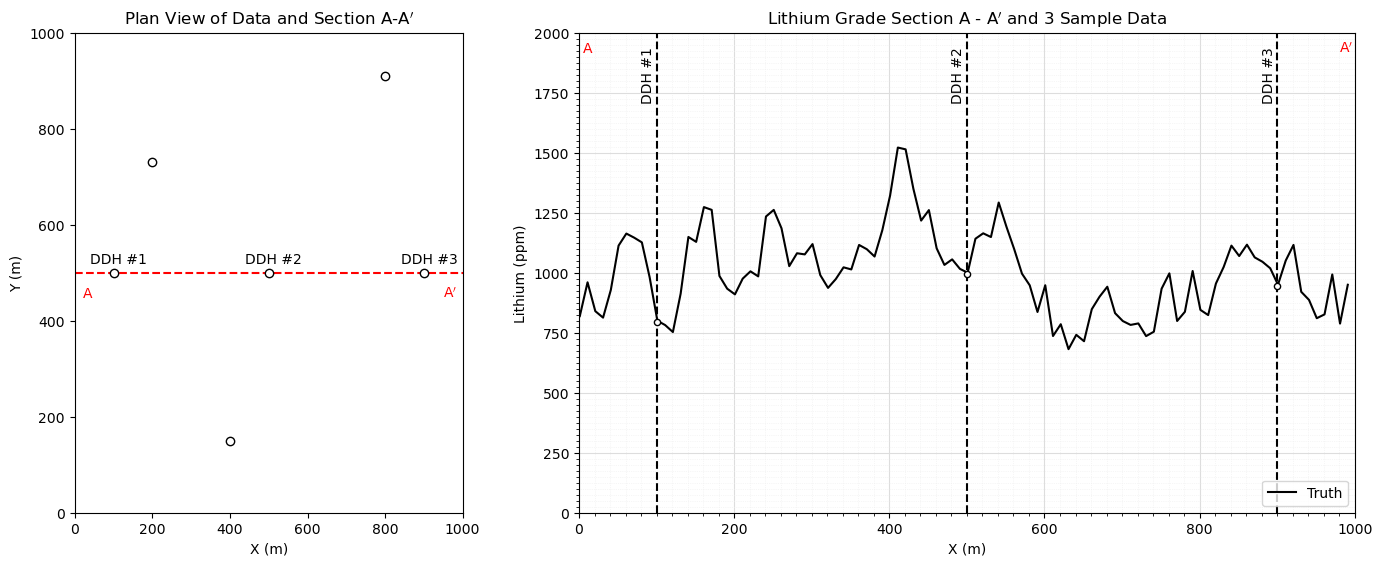 Plan View of Data and Section A-A′
1000
800
600
400
200
0
Y (m)
DDH #1
DDH #2
DDH #3
A
A′
0
200
400
600
800
1000
X (m)
Lithium Grade Section A - A′ and 3 Sample Data
2000
1750
1500
1250
1000
750
500
250
0
Lithium (ppm)
A
DDH #1
DDH #2
DDH #3
A′
Truth
0
200
400
600
800
1000
X (m)